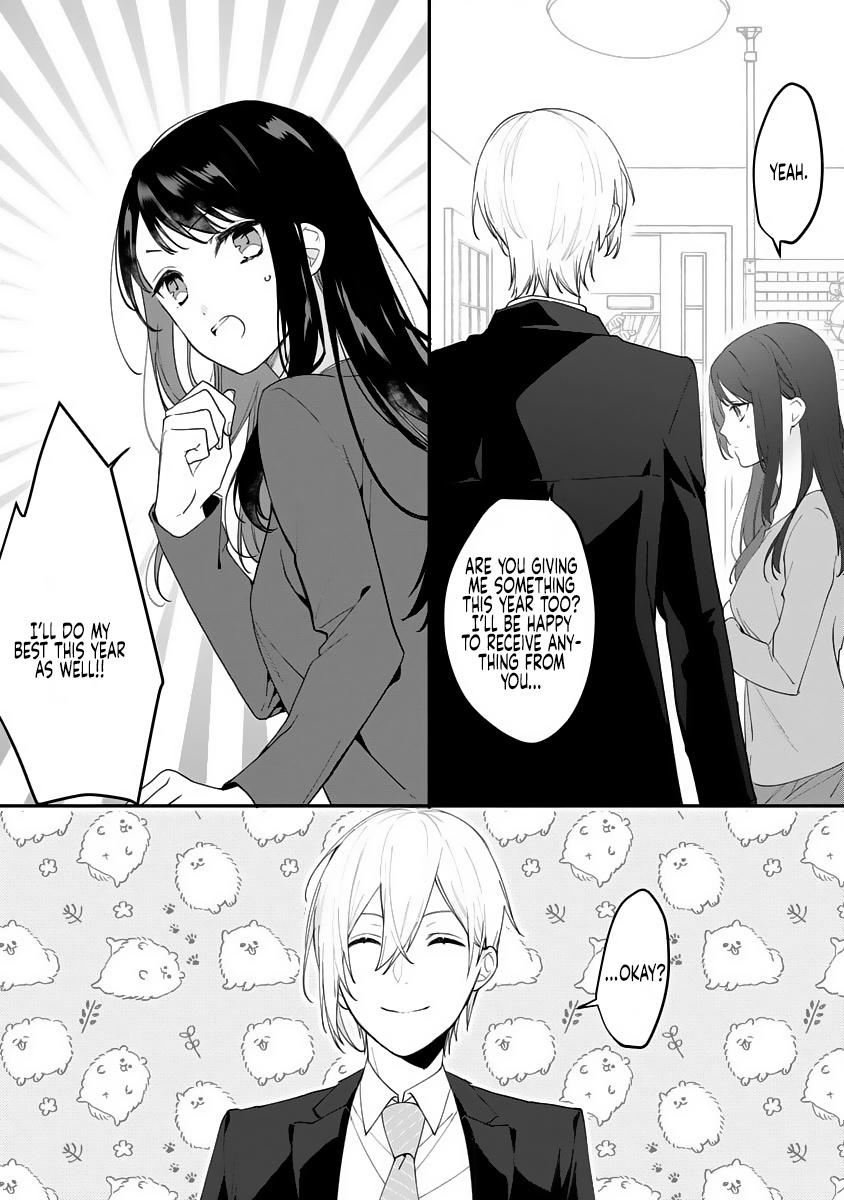 YEAH.
ARE YOU GIVING
ME SOMETHING
THIS YEAR TOO?
I'LL BE HAPPY
TO RECEIVE ANY-
THING FROM
YOU...
I'LL DO MY
BEST THIS YEAR
AS WELL!!
...OKAY?